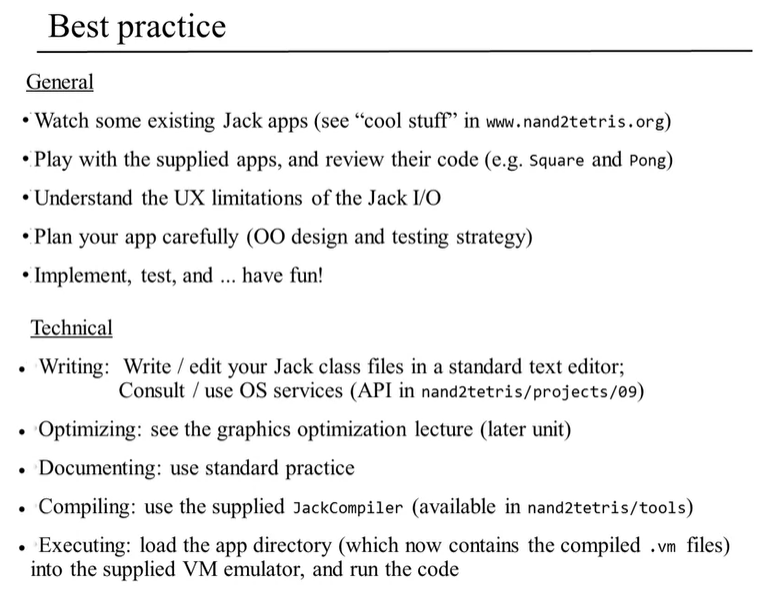 Best practice
General
• Watch some existing Jack apps (see “cool stuff” in www.nand2tetris.org)
• Play with the supplied apps, and review their code (e.g. Square and Pong)
• Understand the UX limitations of the Jack I/O
• Plan your app carefully (OO design and testing strategy)
• Implement, test, and ... have fun!
Technical
• Writing: Write / edit your Jack class files in a standard text editor;
Consult / use OS services (API in nand2tetris/projects/09)
• Optimizing: see the graphics optimization lecture (later unit)
• Documenting: use standard practice
• Compiling: use the supplied JackCompiler (available in nand2tetris/tools)
• Executing: load the app directory (which now contains the compiled .vm files)
into the supplied VM emulator, and run the code